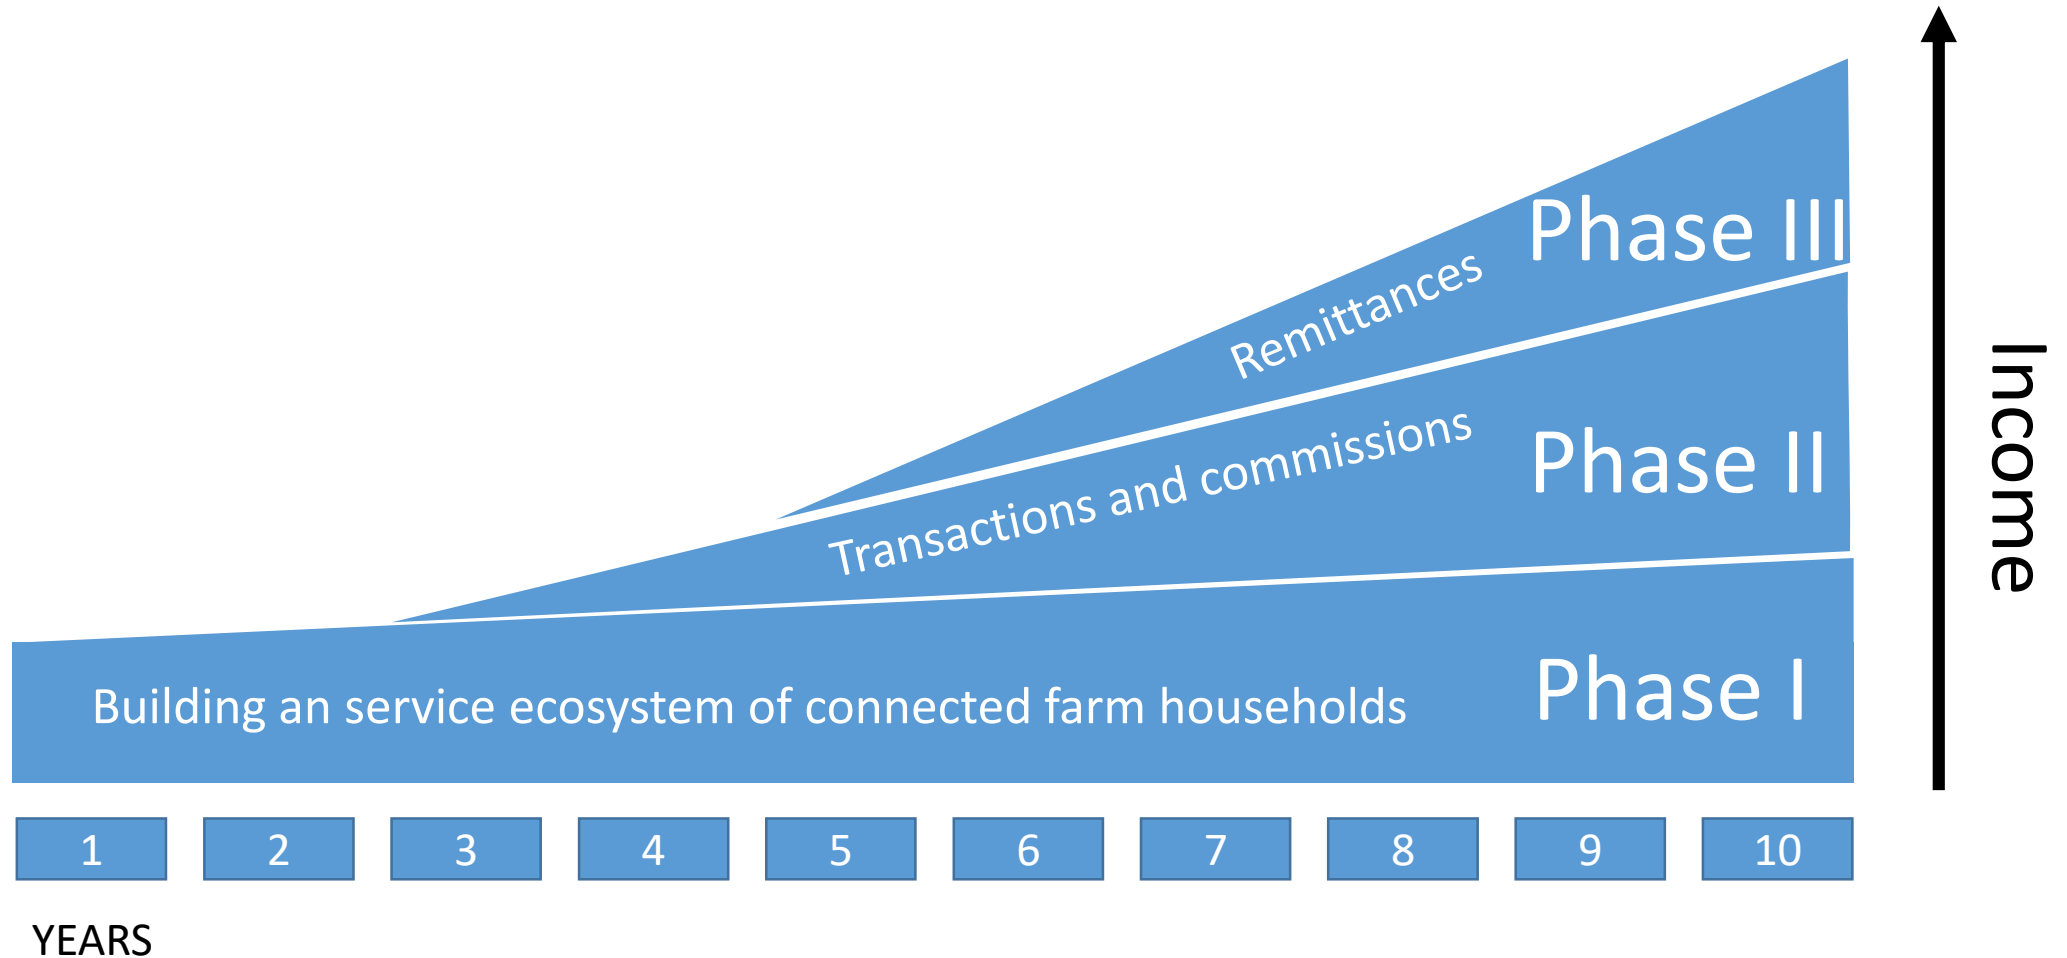 Phase III
Remittances
Phase II
Transactions and commissions
Income
Phase I
Building an service ecosystem of connected farm households
1 2 3 4 5 6 7 8 9 10
YEARS